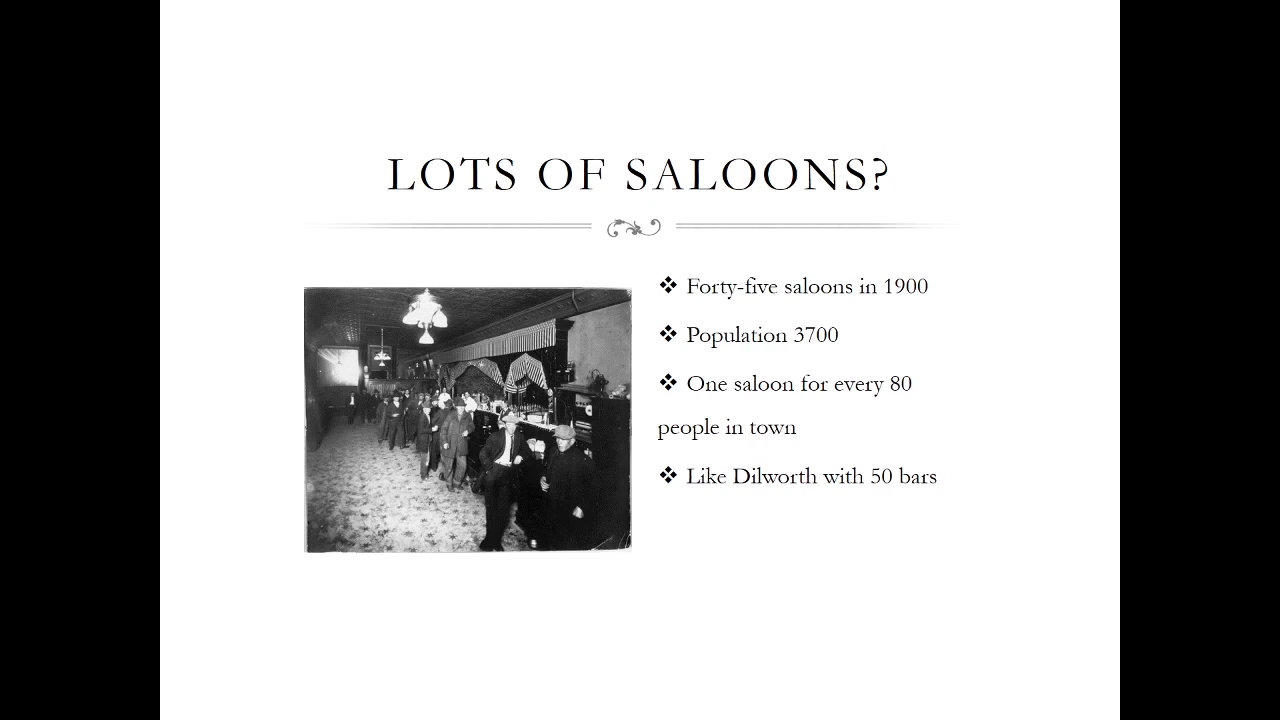 LOTS OF SALOONS?
❖ Forty-five saloons in 1900
❖ Population 3700
❖ One saloon for every 80
people in town
❖ Like Dilworth with 50 bars